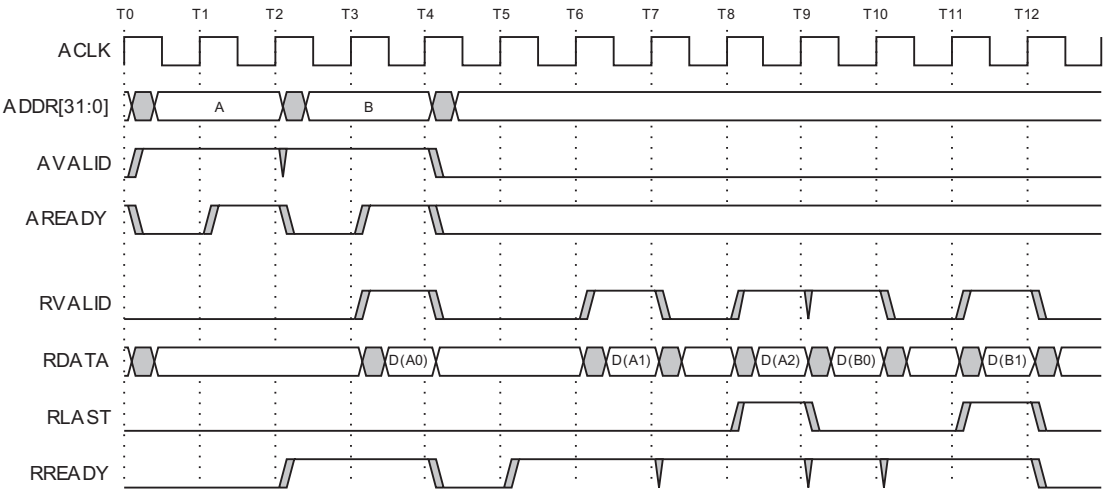 T0 T1 T2 T3 T4 T5 T6 T7 T8 T9 T10 T11 T12
ACLK
ADDR[31:0] A B
AVALID
AREADY
RVALID
RDATA D(A0) D(A1) D(A2) D(B0) D(B1)
RLAST
RREADY